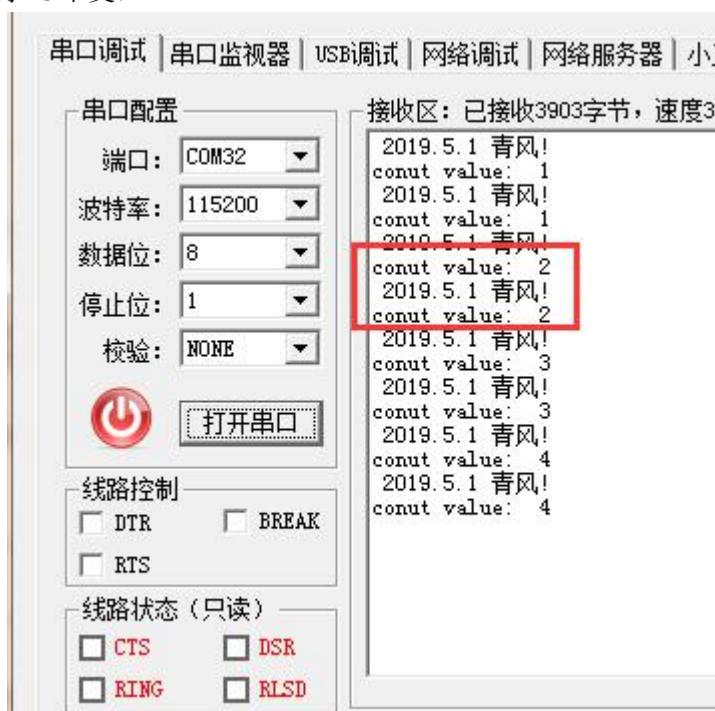 串口调试 串口监视器 USB调试 网络调试 网络服务器
串口配置
端口： COM32
波特率： 115200
数据位： 8
停止位： 1
校验： NONE
打开串口
线路控制
DTR BREAK
RTS
线路状态（只读）
CTS DSR
RING RLSD
接收区：已接收3903字节，速度3
2019.5.1 青风!
conut value: 1
2019.5.1 青风!
conut value: 1
2019.5.1 青风!
conut value: 2
2019.5.1 青风!
conut value: 2
2019.5.1 青风!
conut value: 3
2019.5.1 青风!
conut value: 3
2019.5.1 青风!
conut value: 4
2019.5.1 青风!
conut value: 4